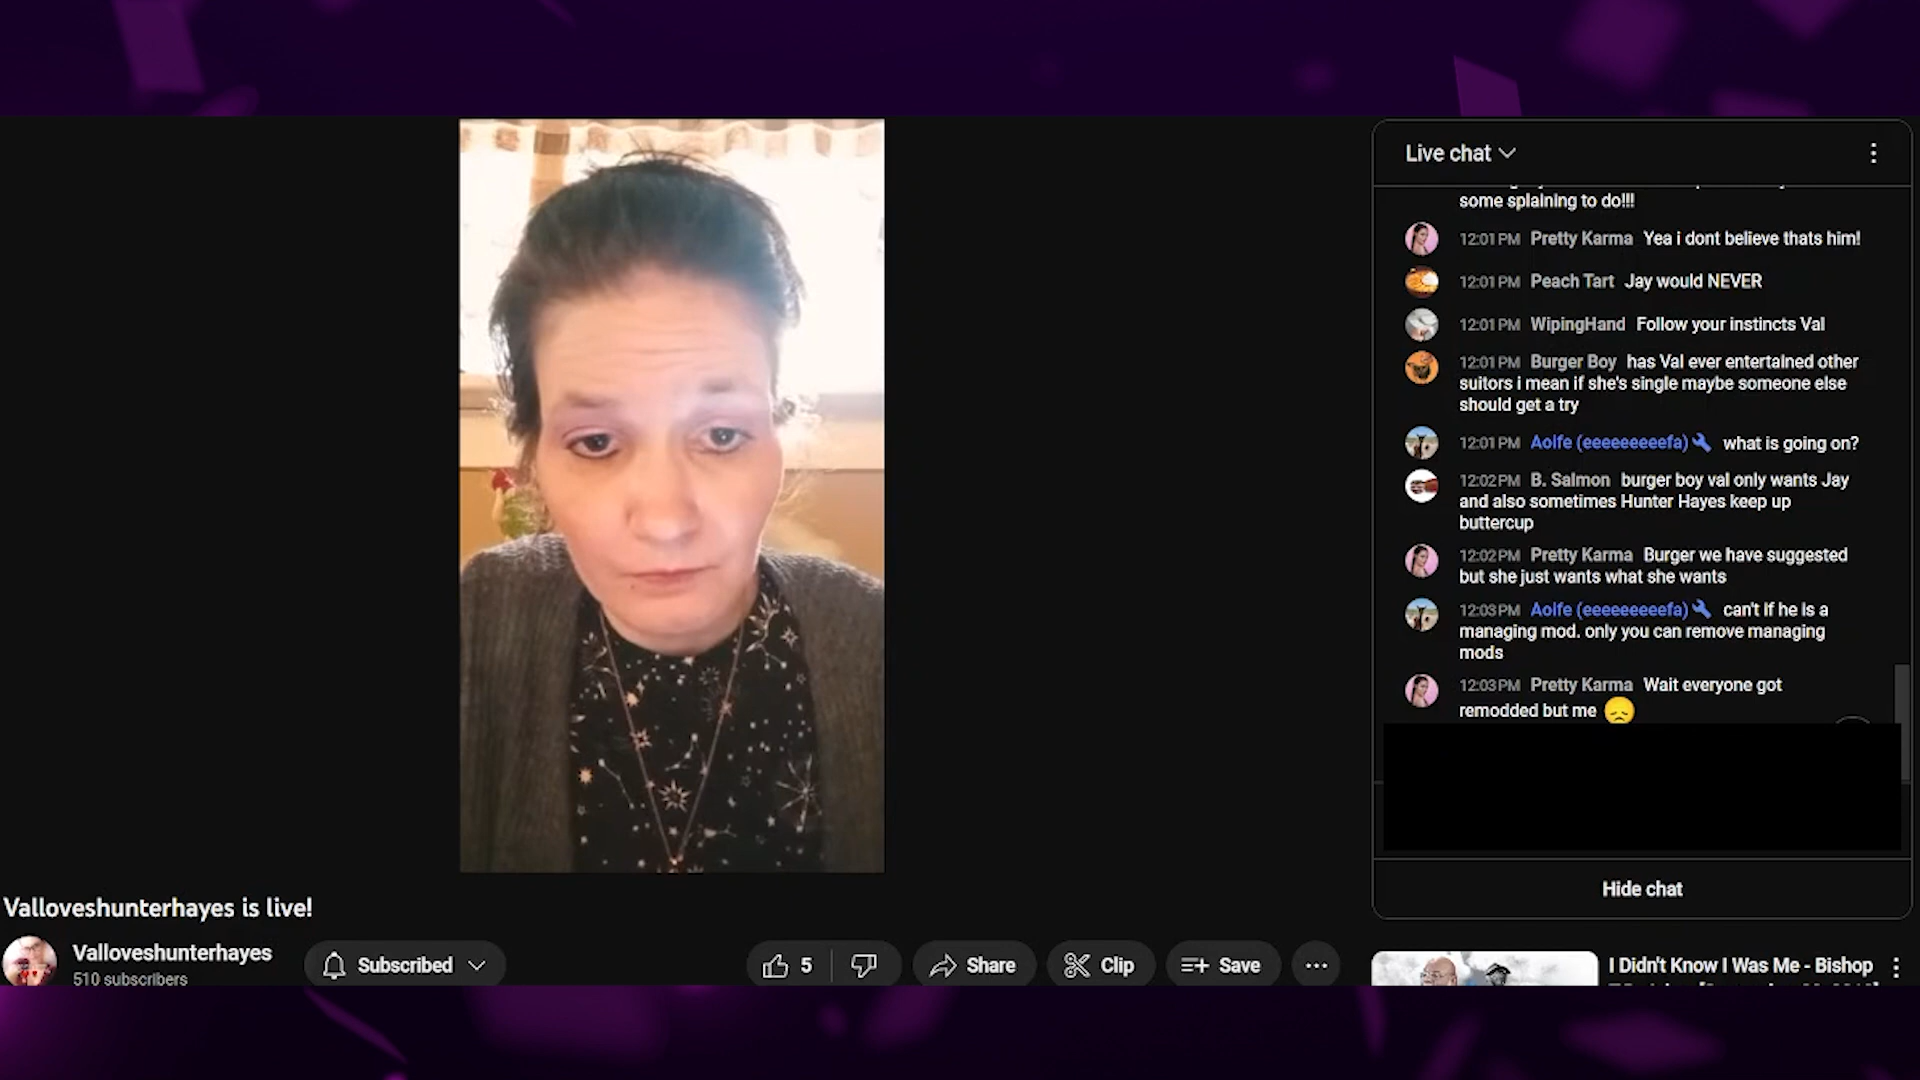 Live chat
some splaining to do!!!
12:01 PM Pretty Karma Yea i dont believe thats him!
12:01 PM Peach Tart Jay would NEVER
12:01 PM WipingHand Follow your instincts Val
12:01 PM Burger Boy has Val ever entertained other
suitors i mean if she's single maybe someone else
should get a try
12:01 PM Aolfe (eeeeeeeeefa) what is going on?
12:02 PM B. Salmon burger boy val only wants Jay
and also sometimes Hunter Hayes keep up
buttercup
12:02 PM Pretty Karma Burger we have suggested
but she just wants what she wants
12:03 PM Aolfe (eeeeeeeeefa) can't if he is a
managing mod. only you can remove managing
mods
12:03 PM Pretty Karma Wait everyone got
remodded but me 😞
Hide chat
Valloveshunterhayes is live!
Valloveshunterhayes
510 subscribers
Subscribed
5
Share
Clip
Save
I Didn't Know I Was Me - Bishop